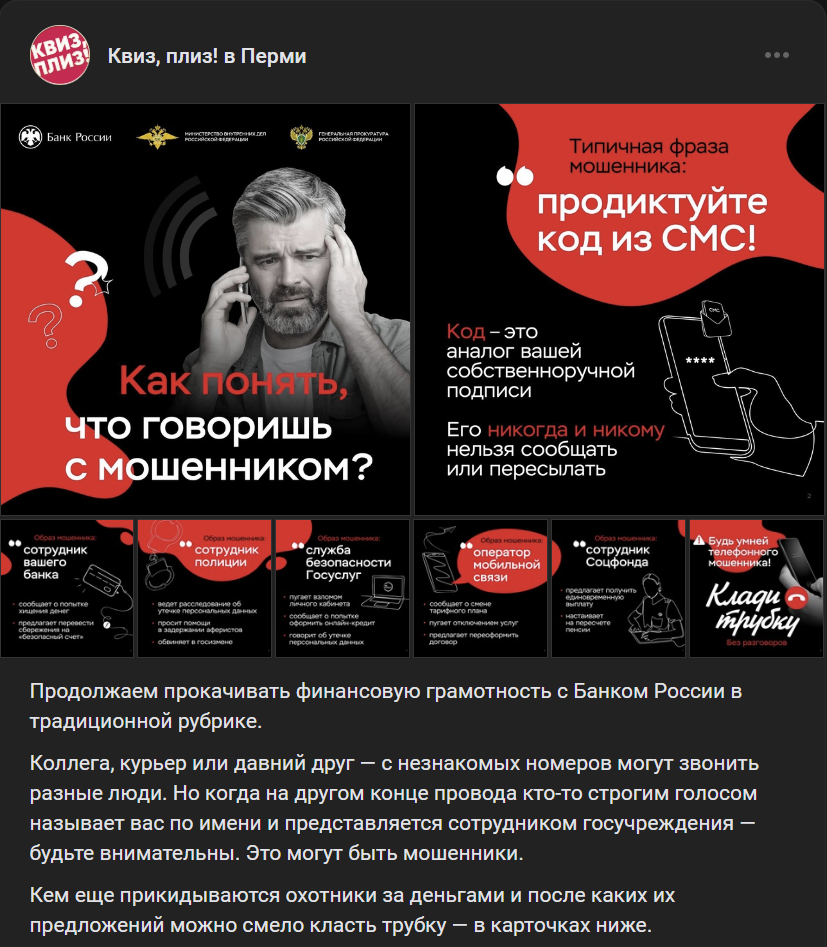 КВИЗ,
ПЛИЗ!
Квиз, плиз! в Перми
Банк России
МИНИСТЕРСТВО ВНУТРЕННИХ ДЕЛ
РОССИЙСКОЙ ФЕДЕРАЦИИ
ГЕНЕРАЛЬНАЯ ПРОКУРАТУРА
РОССИЙСКОЙ ФЕДЕРАЦИИ
Как понять,
что говоришь
с мошенником?
Типичная фраза
мошенника:
продиктуйте
код из СМС!
Код – это
аналог вашей
собственноручной
подписи
Его никогда и никому
нельзя сообщать
или пересылать
СМС
****
2
Образ мошенника:
сотрудник
вашего
банка
• сообщает о попытке
хищения денег
• предлагает перевести
сбережения на
«безопасный счет»
Образ мошенника:
сотрудник
полиции
• ведет расследование об
утечке персональных данных
• просит помощи
в задержании аферистов
• обвиняет в госизмене
Образ мошенника:
служба
безопасности
Госуслуг
• пугает взломом
личного кабинета
• сообщает о попытке
оформить онлайн-кредит
• говорит об утечке
персональных данных
Образ мошенника:
оператор
мобильной
связи
• сообщает о смене
тарифного плана
• пугает отключением услуг
• предлагает переоформить
договор
Образ мошенника:
сотрудник
Соцфонда
• предлагает получить
единовременную
выплату
• настаивает
на пересчете
пенсии
Будь умней
телефонного
мошенника!
Клади
трубку
Без разговоров
Продолжаем прокачивать финансовую грамотность с Банком России в
традиционной рубрике.
Коллега, курьер или давний друг — с незнакомых номеров могут звонить
разные люди. Но когда на другом конце провода кто-то строгим голосом
называет вас по имени и представляется сотрудником госучреждения —
будьте внимательны. Это могут быть мошенники.
Кем еще прикидываются охотники за деньгами и после каких их
предложений можно смело класть трубку — в карточках ниже.